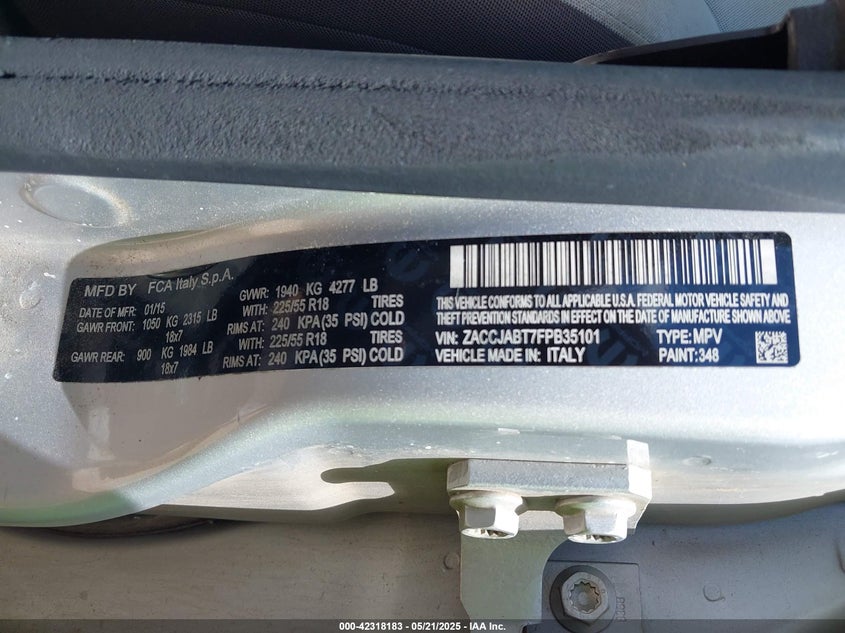 MFD BY FCA Italy S.p.A.
DATE OF MFR: 01/15 GVWR: 1940 KG 4277 LB
GAWR FRONT: 1050 KG 2315 LB WITH: 225/55 R18 TIRES
18x7 RIMS AT: 240 KPA (35 PSI) COLD
GAWR REAR: 900 KG 1984 LB WITH: 225/55 R18 TIRES
18x7 RIMS AT: 240 KPA (35 PSI) COLD
THIS VEHICLE CONFORMS TO ALL APPLICABLE U.S.A. FEDERAL MOTOR VEHICLE SAFETY AND
THEFT PREVENTION STANDARDS IN EFFECT ON THE DATE OF MANUFACTURE SHOWN ABOVE
VIN: ZACCJABT7FPB35101 TYPE: MPV
VEHICLE MADE IN: ITALY PAINT: 348
000-42318183 - 05/21/2025 - IAA Inc.